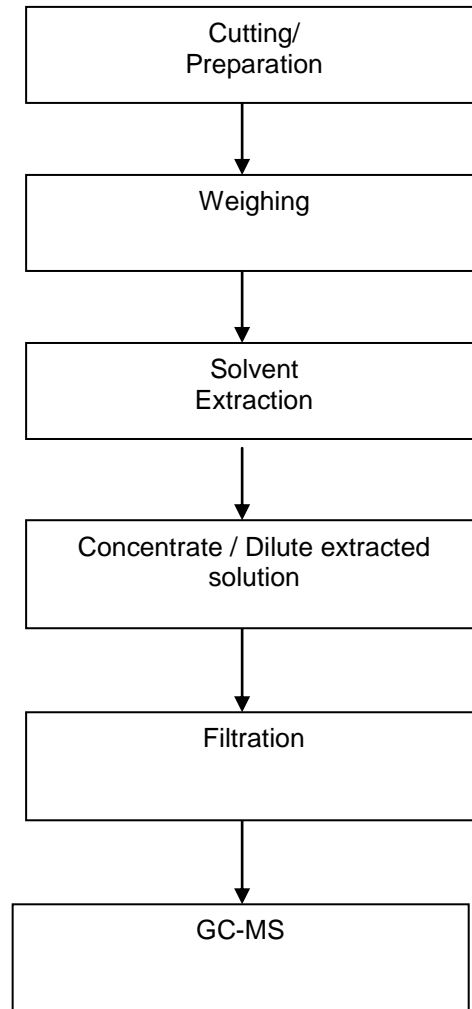 Cutting/
Preparation
Weighing
Solvent
Extraction
Concentrate / Dilute extracted
solution
Filtration
GC-MS